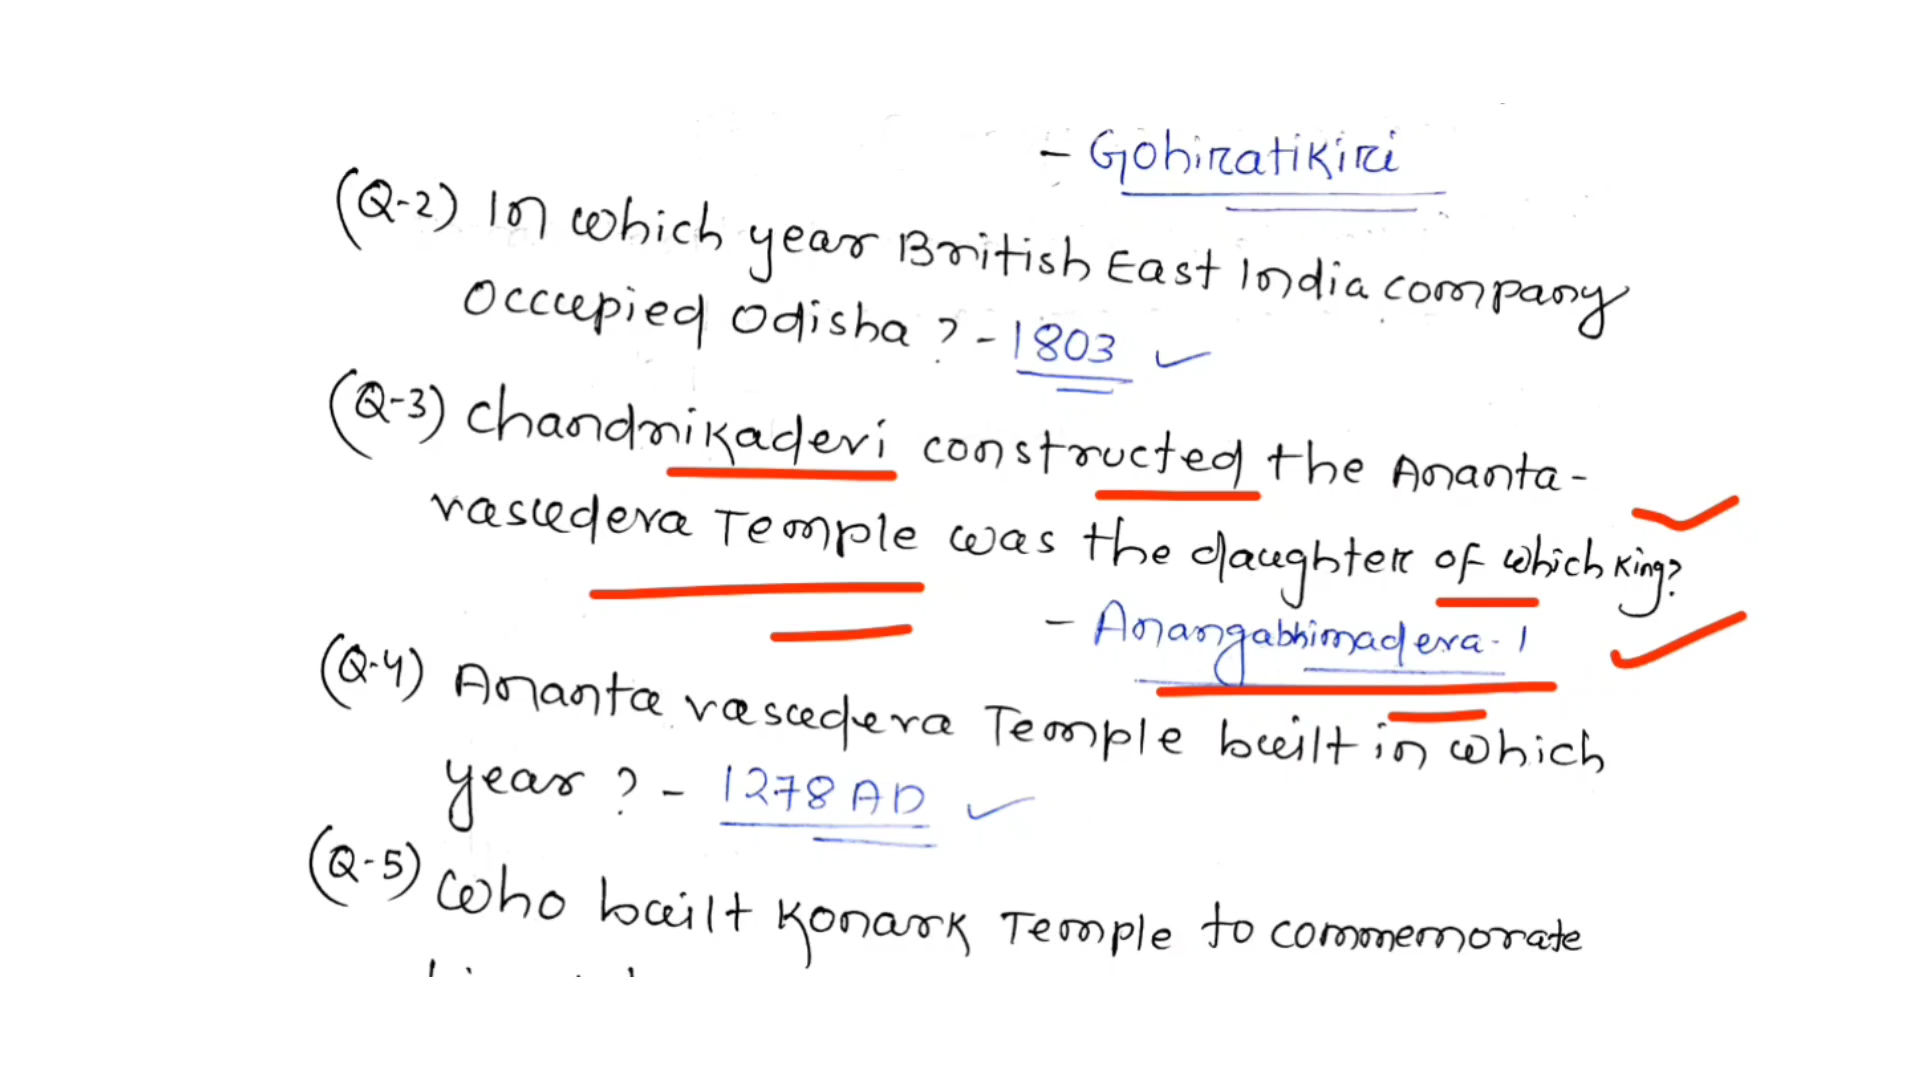 - Gohiratikiri
(Q-2) In which year British East India company
occupied Odisha ? - 1803
(Q-3) Chandrikadevi constructed the Ananta-
vasudeva Temple was the daughter of which king?
- Anangabhimadeva - I
(Q-4) Ananta vasudeva Temple built in which
year ? - 1278 AD
(Q-5) Who built Konark Temple to commemorate